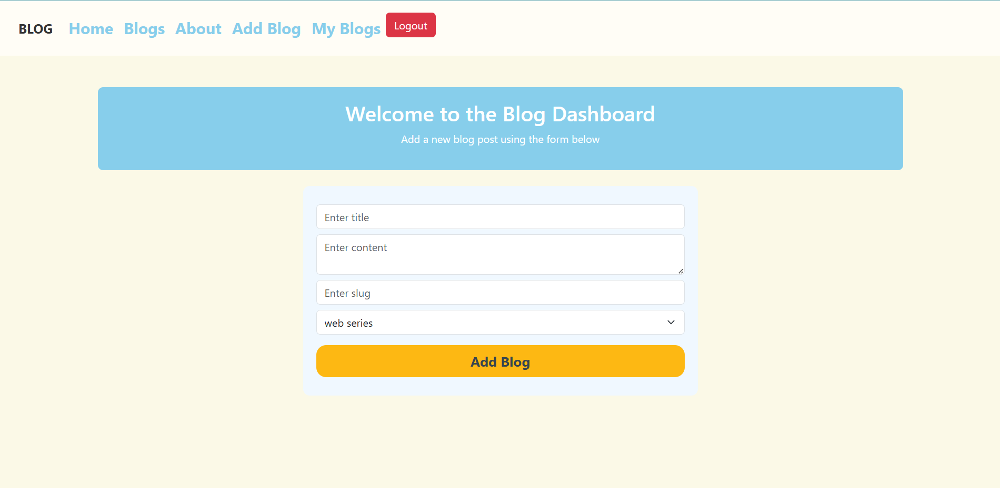 BLOG Home Blogs About Add Blog My Blogs Logout
Welcome to the Blog Dashboard
Add a new blog post using the form below
Enter title
Enter content
Enter slug
web series
Add Blog